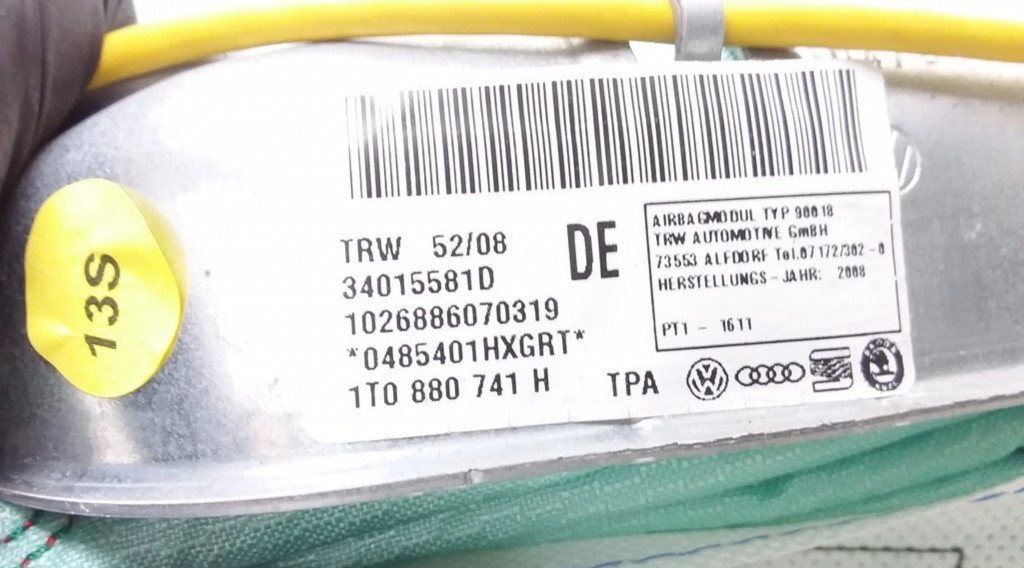 13S
TRW 52/08
34015581D
1026886070319
*0485401HXGRT*
1T0 880 741 H
DE
TPA
AIRBAGMODUL TYP 90018
TRW AUTOMOTIVE GmBH
73553 ALFDORF Tel.07172/302-0
HERSTELLUNGS-JAHR: 2008
PT1 - 1611